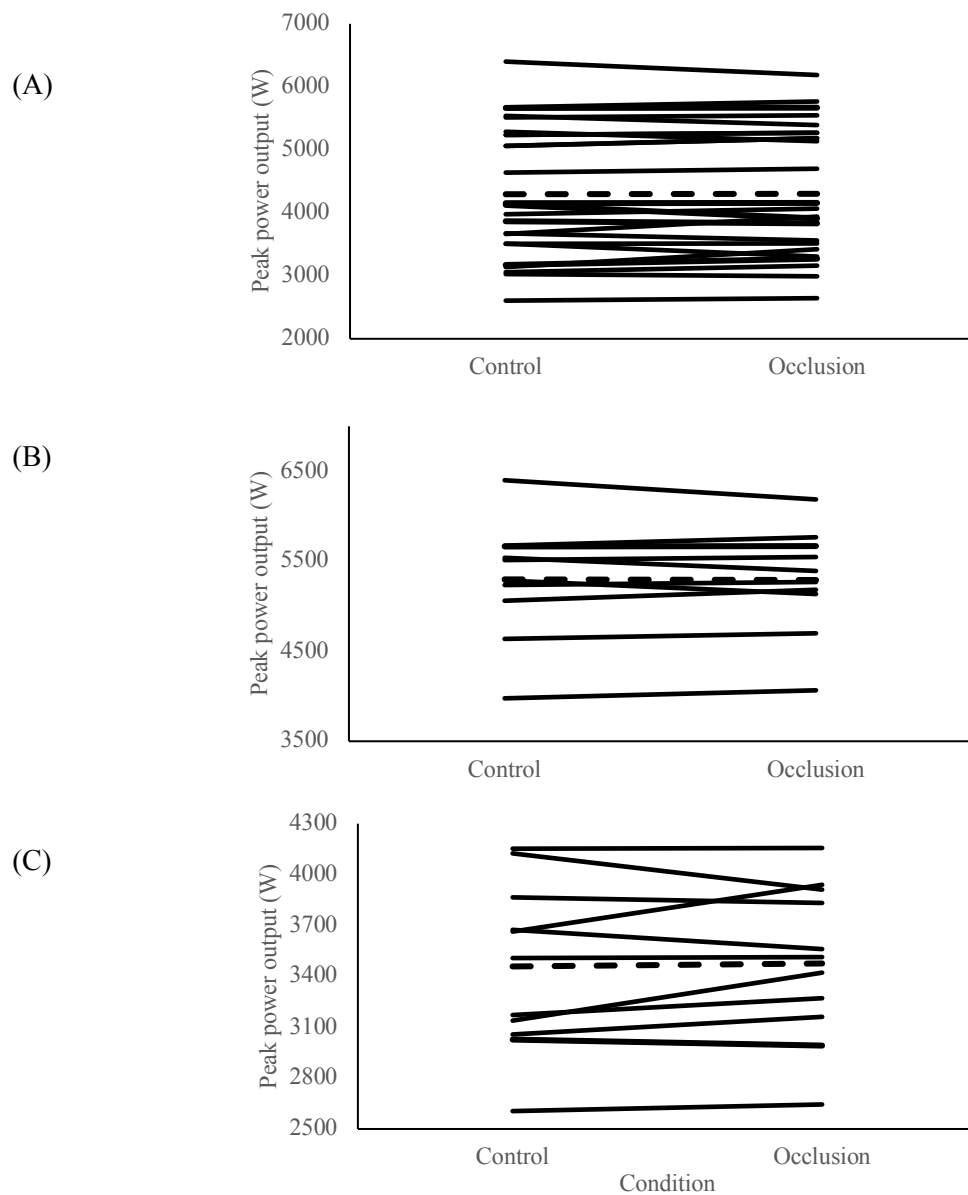 (A)
Peak power output (W)
7000
6000
5000
4000
3000
2000
Control Occlusion
(B)
Peak power output (W)
6500
5500
4500
3500
Control Occlusion
(C)
Peak power output (W)
4300
4000
3700
3400
3100
2800
2500
Control Occlusion
Condition